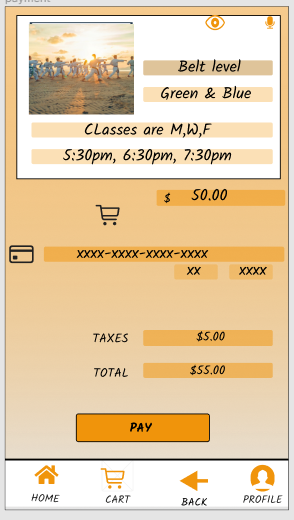 payment
Belt level
Green & Blue
CLasses are M,W,F
5:30pm, 6:30pm, 7:30pm
$ 50.00
xxxx-xxxx-xxxx-xxxx
xx xxxx
TAXES $5.00
TOTAL $55.00
PAY
HOME CART BACK PROFILE